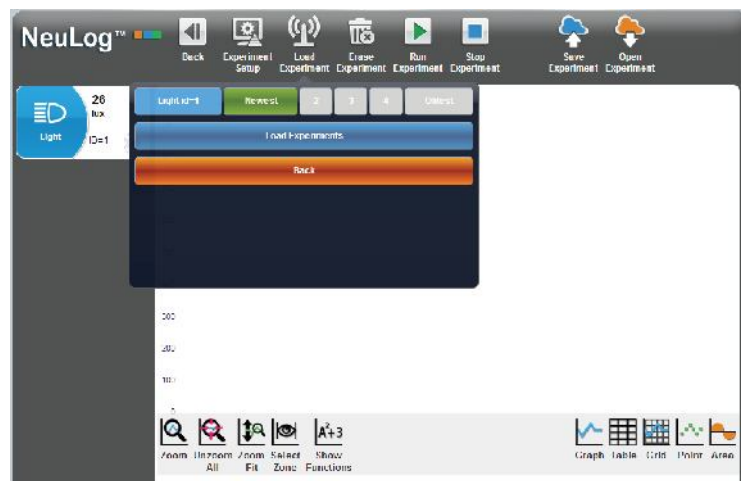 NeuLog™
Back
Experiment Setup
Load Experiment
Erase Experiment
Run Experiment
Stop Experiment
Save Experiment
Open Experiment
Light
26
lux
ID=1
Light id=1
Newest
2
3
4
Oldest
Load Experiments
Back
300
200
100
Zoom
Unzoom All
Zoom Fit
Select Zone
A²+3
Show Functions
Graph
Table
Grid
Point
Area